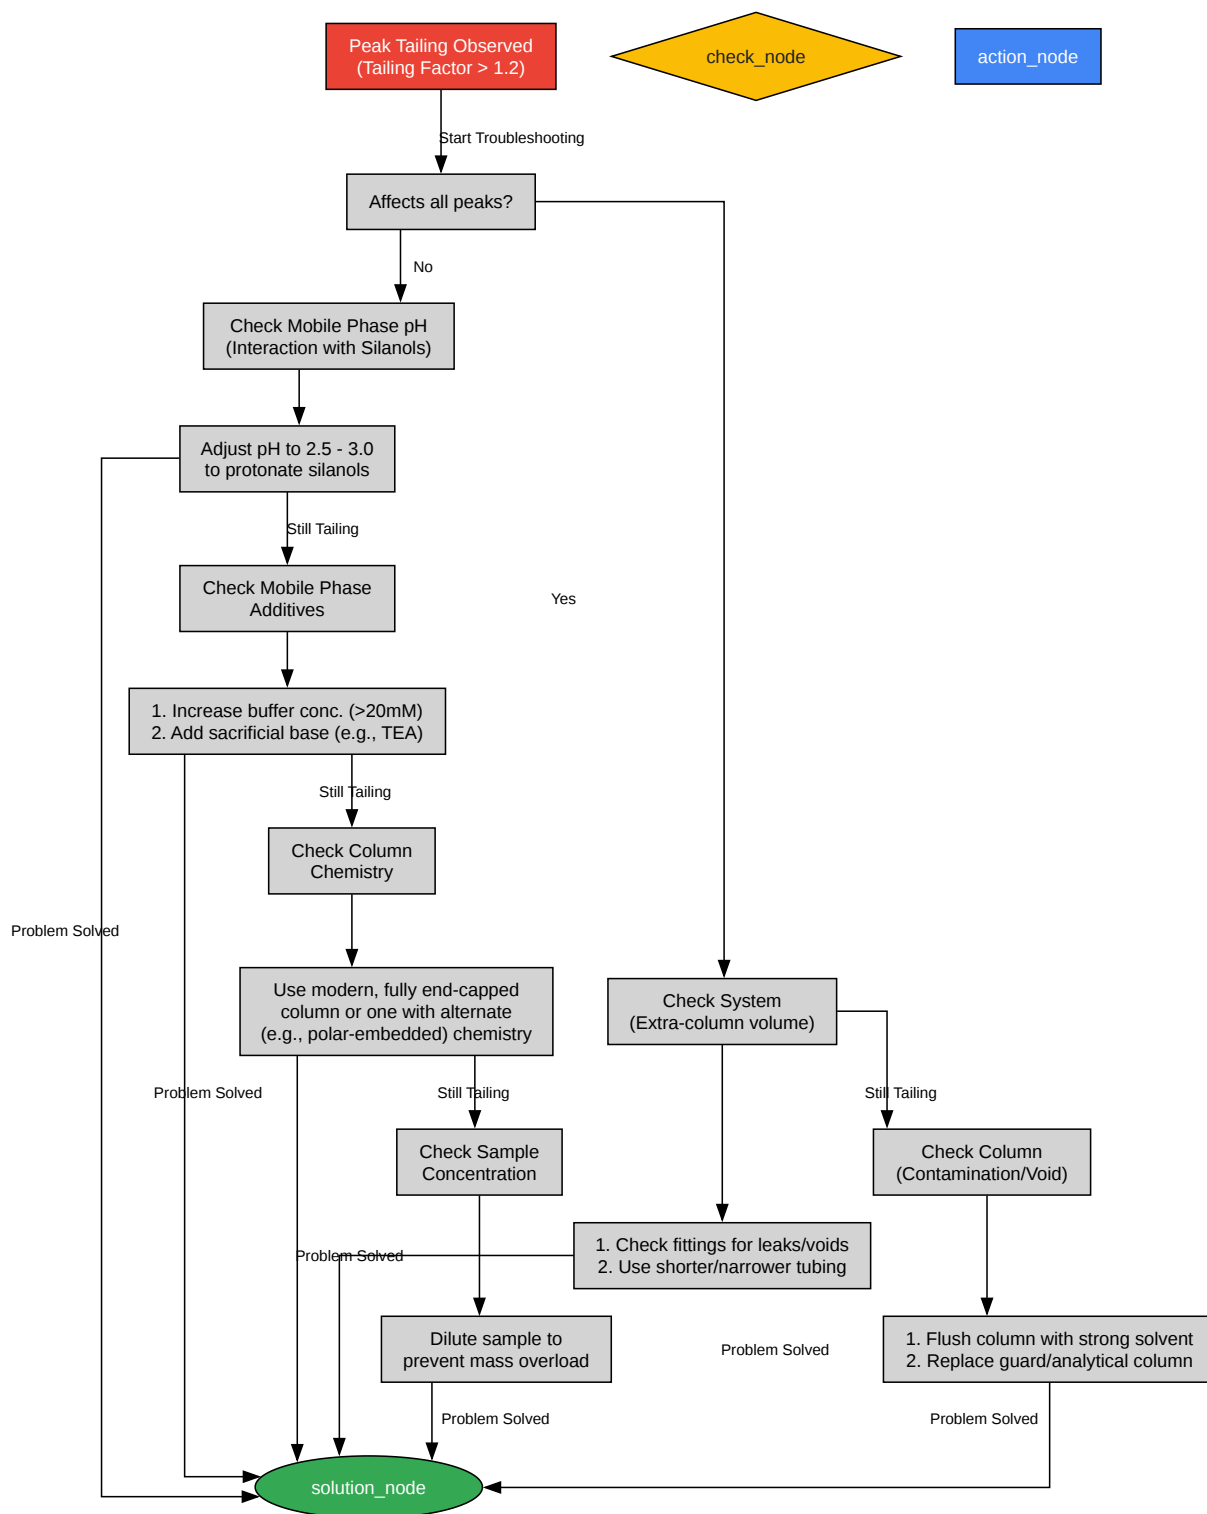 Peak Tailing Observed
(Tailing Factor > 1.2)
check_node
action_node
Start Troubleshooting
Affects all peaks?
No
Check Mobile Phase pH
(Interaction with Silanols)
Adjust pH to 2.5 - 3.0
to protonate silanols
Still Tailing
Check Mobile Phase
Additives
Yes
1. Increase buffer conc. (>20mM)
2. Add sacrificial base (e.g., TEA)
Still Tailing
Check Column
Chemistry
Problem Solved
Use modern, fully end-capped
column or one with alternate
(e.g., polar-embedded) chemistry
Check System
(Extra-column volume)
Problem Solved
Still Tailing
Still Tailing
Check Sample
Concentration
Check Column
(Contamination/Void)
Problem Solved
1. Check fittings for leaks/voids
2. Use shorter/narrower tubing
Dilute sample to
prevent mass overload
Problem Solved
1. Flush column with strong solvent
2. Replace guard/analytical column
Problem Solved
Problem Solved
solution_node